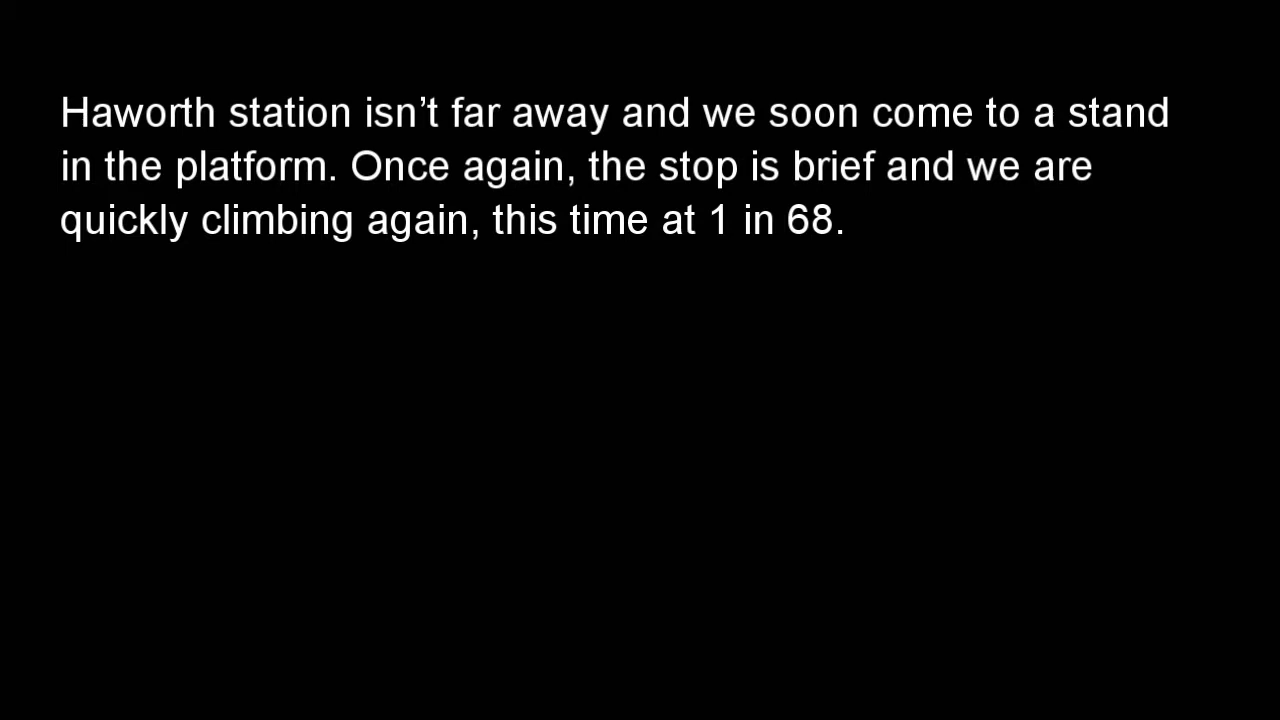 Haworth station isn’t far away and we soon come to a stand
in the platform. Once again, the stop is brief and we are
quickly climbing again, this time at 1 in 68.